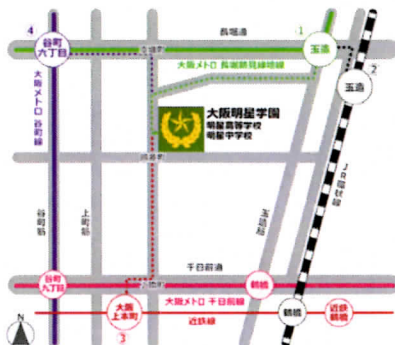 4
谷町
六丁目
長堀通
1
玉造
大阪メトロ 長堀鶴見緑地線
2
玉造
大阪メトロ 谷町線
大阪明星学園
明星高等学校
明星中学校
JR環状線
谷町筋
上町筋
玉造筋
千日前通
谷町
九丁目
鶴橋
大阪メトロ 千日前線
大阪
上本町
近鉄線
鶴橋
近鉄
鶴橋
3
N